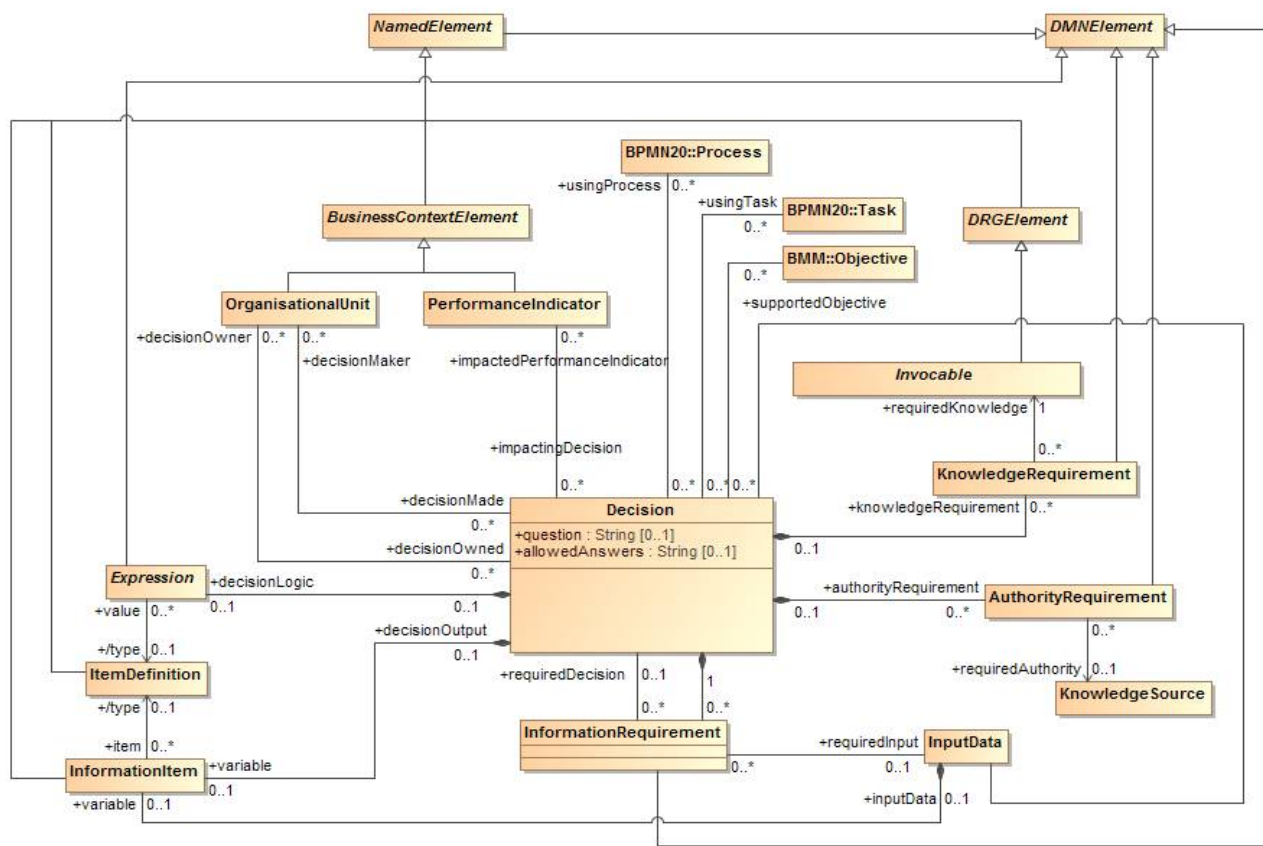 NamedElement
DMNElement
BPMN20::Process
+usingProcess
0..*
+usingTask
BPMN20::Task
0..*
BusinessContextElement
DRGElement
BMM::Objective
0..*
+supportedObjective
OrganisationalUnit
PerformanceIndicator
+decisionOwner
0..*
0..*
0..*
+decisionMaker
+impactedPerformanceIndicator
Invocable
+requiredKnowledge
1
+impactingDecision
0..*
KnowledgeRequirement
0..*
0..*
0..*
0..*
+decisionMade
+knowledgeRequirement
0..*
Decision
0..*
+question : String [0..1]
+allowedAnswers : String [0..1]
0..1
+decisionOwned
0..*
Expression
+decisionLogic
0..1
0..1
+authorityRequirement
0..1
0..*
AuthorityRequirement
+value
0..*
+decisionOutput
0..1
0..*
+/type
0..1
+requiredDecision
0..1
1
+requiredAuthority
0..1
ItemDefinition
KnowledgeSource
+/type
0..1
0..*
0..*
InformationRequirement
+item
0..*
+requiredInput
InputData
InformationItem
+variable
0..1
0..*
0..1
+variable
0..1
+inputData
0..1